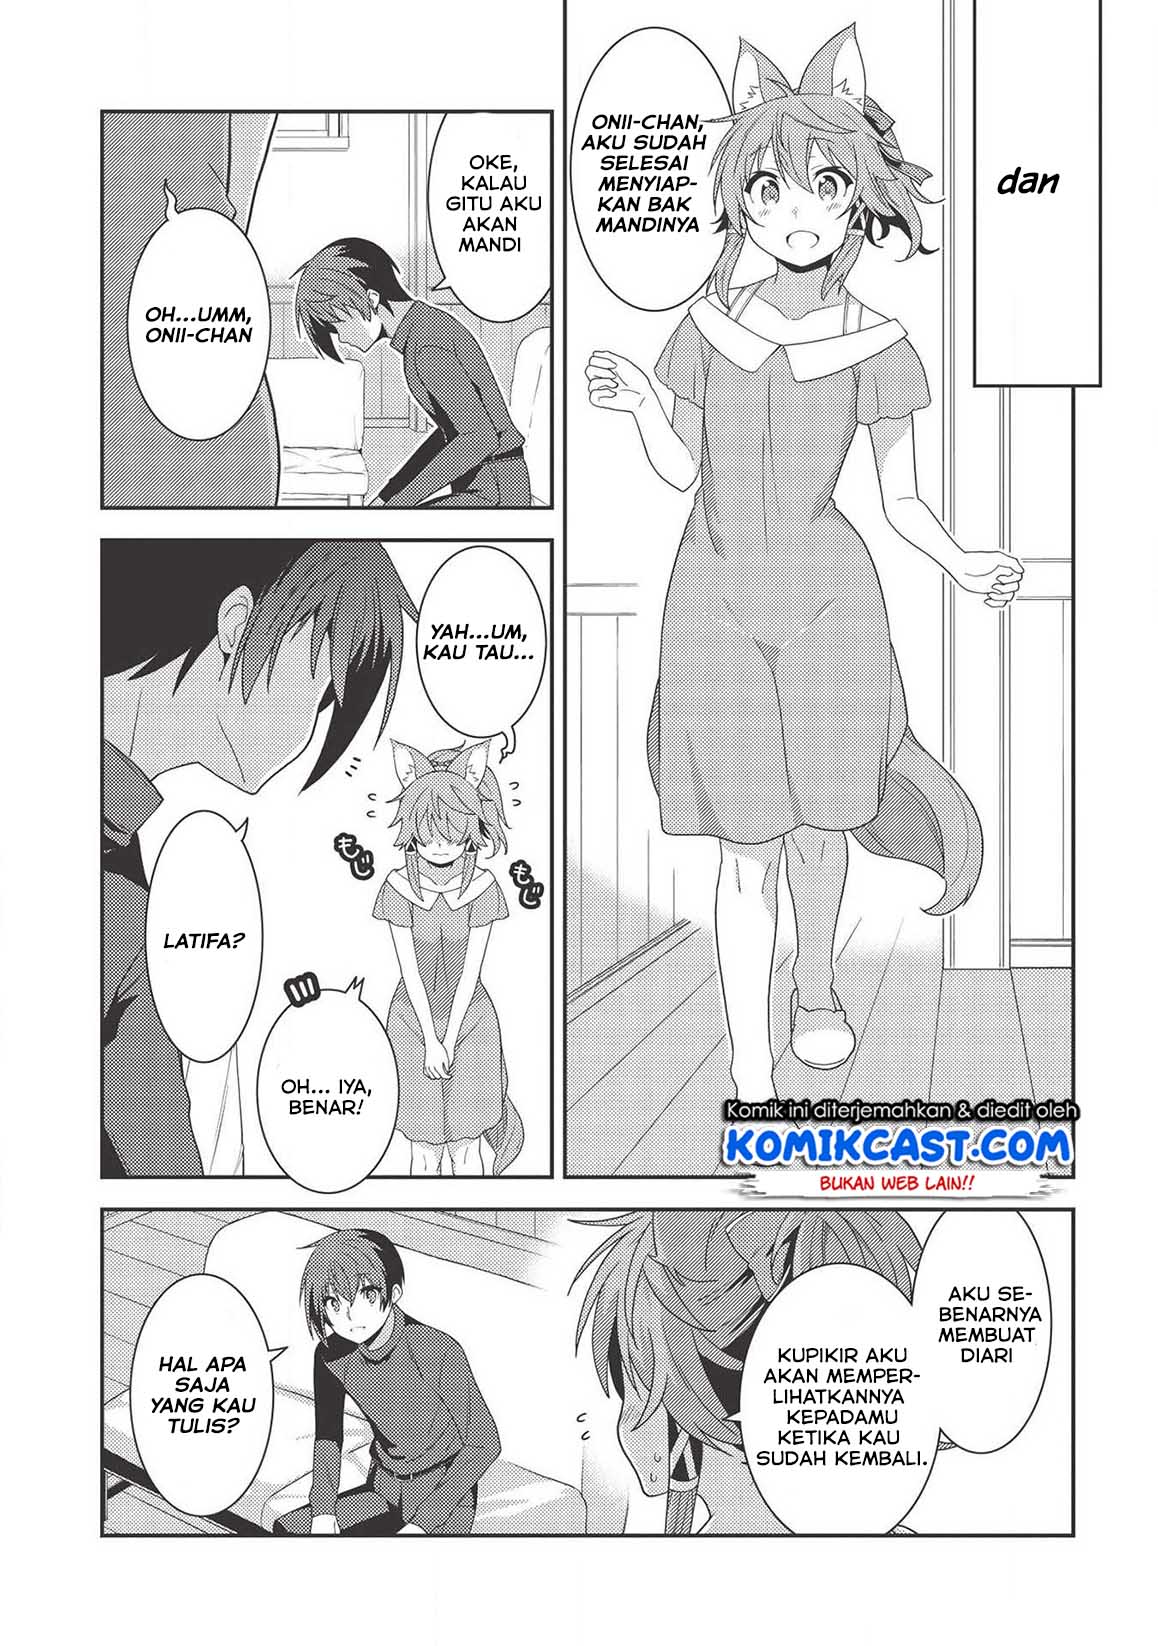 dan
ONII-CHAN,
AKU SUDAH
SELESAI
MENYIAP-
KAN BAK
MANDINYA
OKE,
KALAU
GITU AKU
AKAN
MANDI
OH...UMM,
ONII-CHAN
YAH...UM,
KAU TAU...
もじ
もじ
LATIFA?
OH... IYA,
BENAR!
Komik ini diterjemahkan & diedit oleh
KOMIKCAST.COM
BUKAN WEB LAIN!!
AKU SE-
BENARNYA
MEMBUAT
DIARI
KUPIKIR AKU
AKAN MEMPER-
LIHATKANNYA
KEPADAMU
KETIKA KAU
SUDAH KEMBALI.
HAL APA
SAJA
YANG KAU
TULIS?